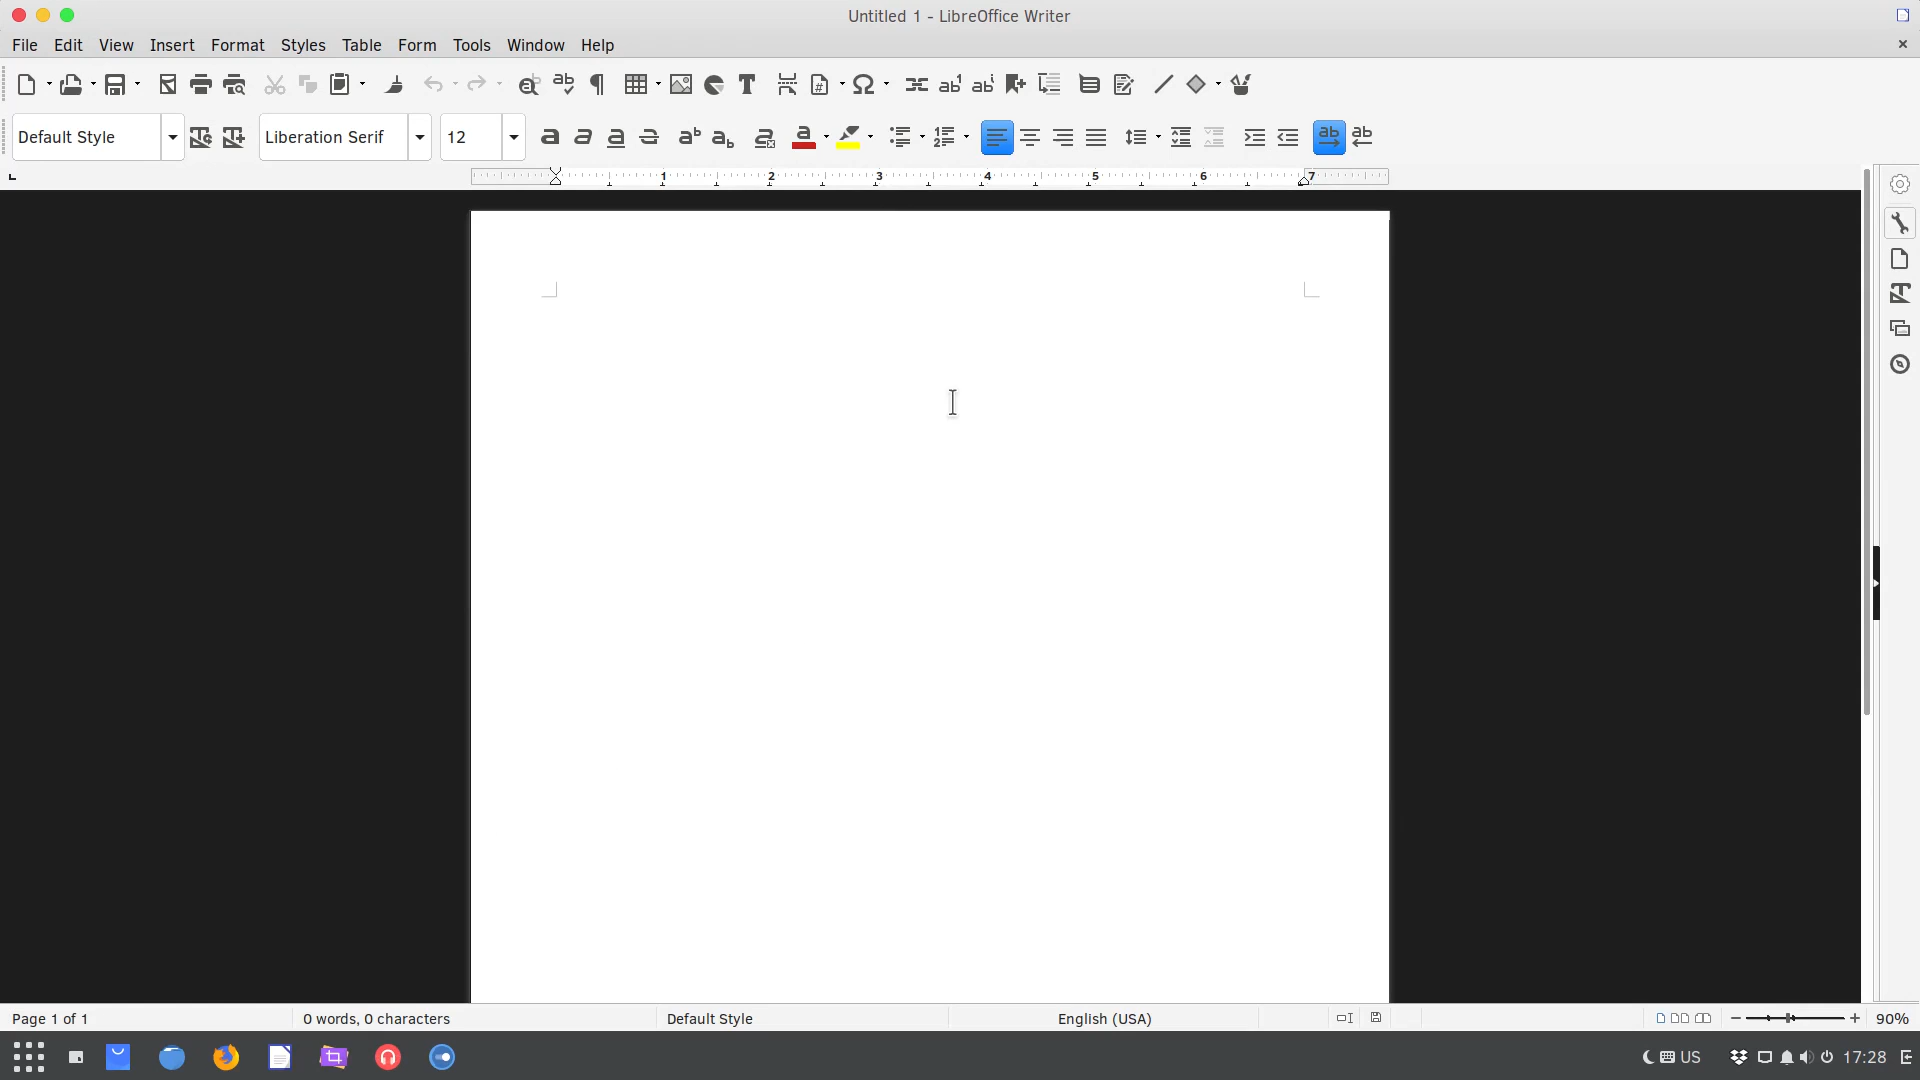 Untitled 1 - LibreOffice Writer
File Edit View Insert Format Styles Table Form Tools Window Help
Default Style Liberation Serif 12
1 2 3 4 5 6 7
Page 1 of 1 0 words, 0 characters Default Style English (USA) 90%
US 17:28